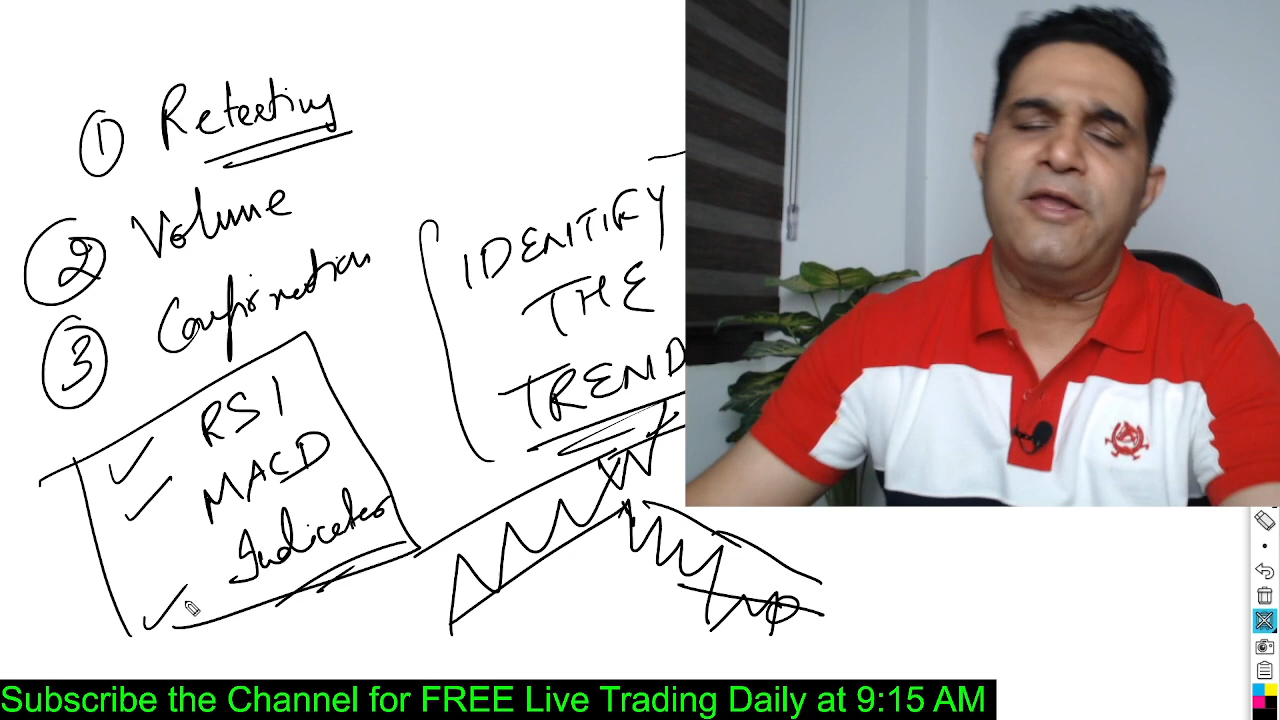 1 Retesting
2 Volume
3 Confirmation
RSI
MACD
Indicator
IDENTIFY
THE
TREND
Subscribe the Channel for FREE Live Trading Daily at 9:15 AM